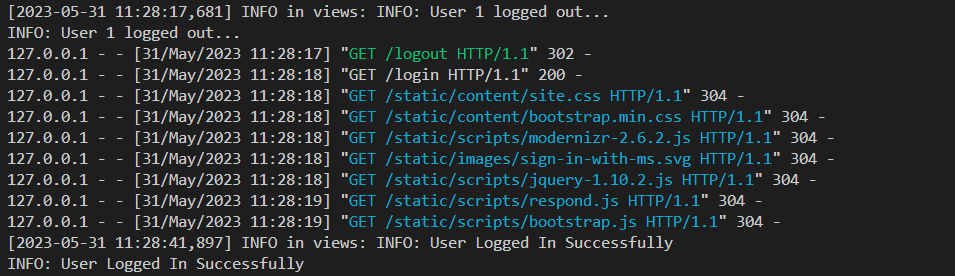 [2023-05-31 11:28:17,681] INFO in views: INFO: User 1 logged out...
INFO: User 1 logged out...
127.0.0.1 - - [31/May/2023 11:28:17] "GET /logout HTTP/1.1" 302 -
127.0.0.1 - - [31/May/2023 11:28:18] "GET /login HTTP/1.1" 200 -
127.0.0.1 - - [31/May/2023 11:28:18] "GET /static/content/site.css HTTP/1.1" 304 -
127.0.0.1 - - [31/May/2023 11:28:18] "GET /static/content/bootstrap.min.css HTTP/1.1" 304 -
127.0.0.1 - - [31/May/2023 11:28:18] "GET /static/scripts/modernizr-2.6.2.js HTTP/1.1" 304 -
127.0.0.1 - - [31/May/2023 11:28:18] "GET /static/images/sign-in-with-ms.svg HTTP/1.1" 304 -
127.0.0.1 - - [31/May/2023 11:28:18] "GET /static/scripts/jquery-1.10.2.js HTTP/1.1" 304 -
127.0.0.1 - - [31/May/2023 11:28:19] "GET /static/scripts/respond.js HTTP/1.1" 304 -
127.0.0.1 - - [31/May/2023 11:28:19] "GET /static/scripts/bootstrap.js HTTP/1.1" 304 -
[2023-05-31 11:28:41,897] INFO in views: INFO: User Logged In Successfully
INFO: User Logged In Successfully